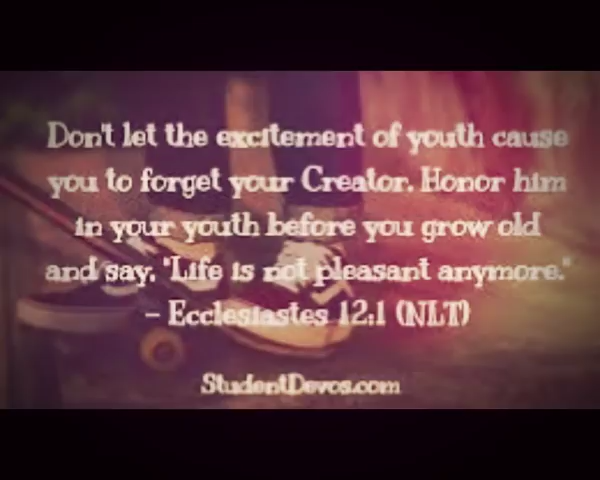 Don't let the excitement of youth cause
you to forget your Creator. Honor him
in your youth before you grow old
and say, "Life is not pleasant anymore."
– Ecclesiastes 12:1 (NLT)
StudentDevos.com